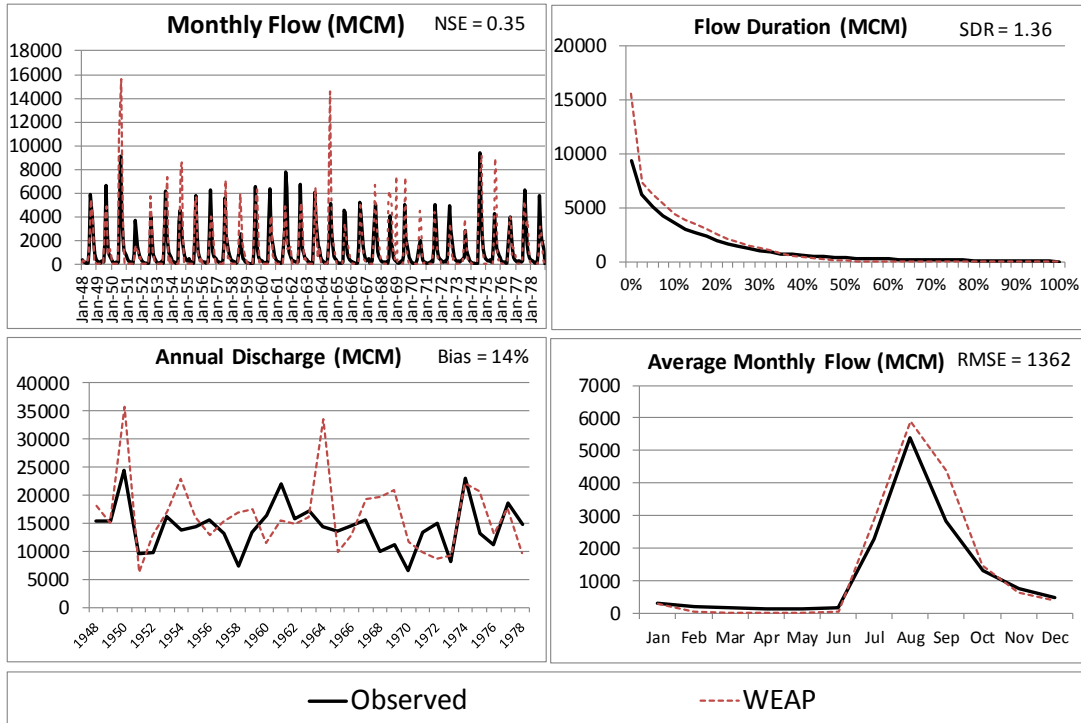 Monthly Flow (MCM) NSE = 0.35
18000
16000
14000
12000
10000
8000
6000
4000
2000
0
Jan-48
Jan-49
Jan-50
Jan-51
Jan-52
Jan-53
Jan-54
Jan-55
Jan-56
Jan-57
Jan-58
Jan-59
Jan-60
Jan-61
Jan-62
Jan-63
Jan-64
Jan-65
Jan-66
Jan-67
Jan-68
Jan-69
Jan-70
Jan-71
Jan-72
Jan-73
Jan-74
Jan-75
Jan-76
Jan-77
Jan-78
Flow Duration (MCM) SDR = 1.36
20000
15000
10000
5000
0
0% 10% 20% 30% 40% 50% 60% 70% 80% 90% 100%
Annual Discharge (MCM) Bias = 14%
40000
35000
30000
25000
20000
15000
10000
5000
0
1948
1950
1952
1954
1956
1958
1960
1962
1964
1966
1968
1970
1972
1974
1976
1978
Average Monthly Flow (MCM) RMSE = 1362
7000
6000
5000
4000
3000
2000
1000
0
Jan Feb Mar Apr May Jun Jul Aug Sep Oct Nov Dec
Observed WEAP